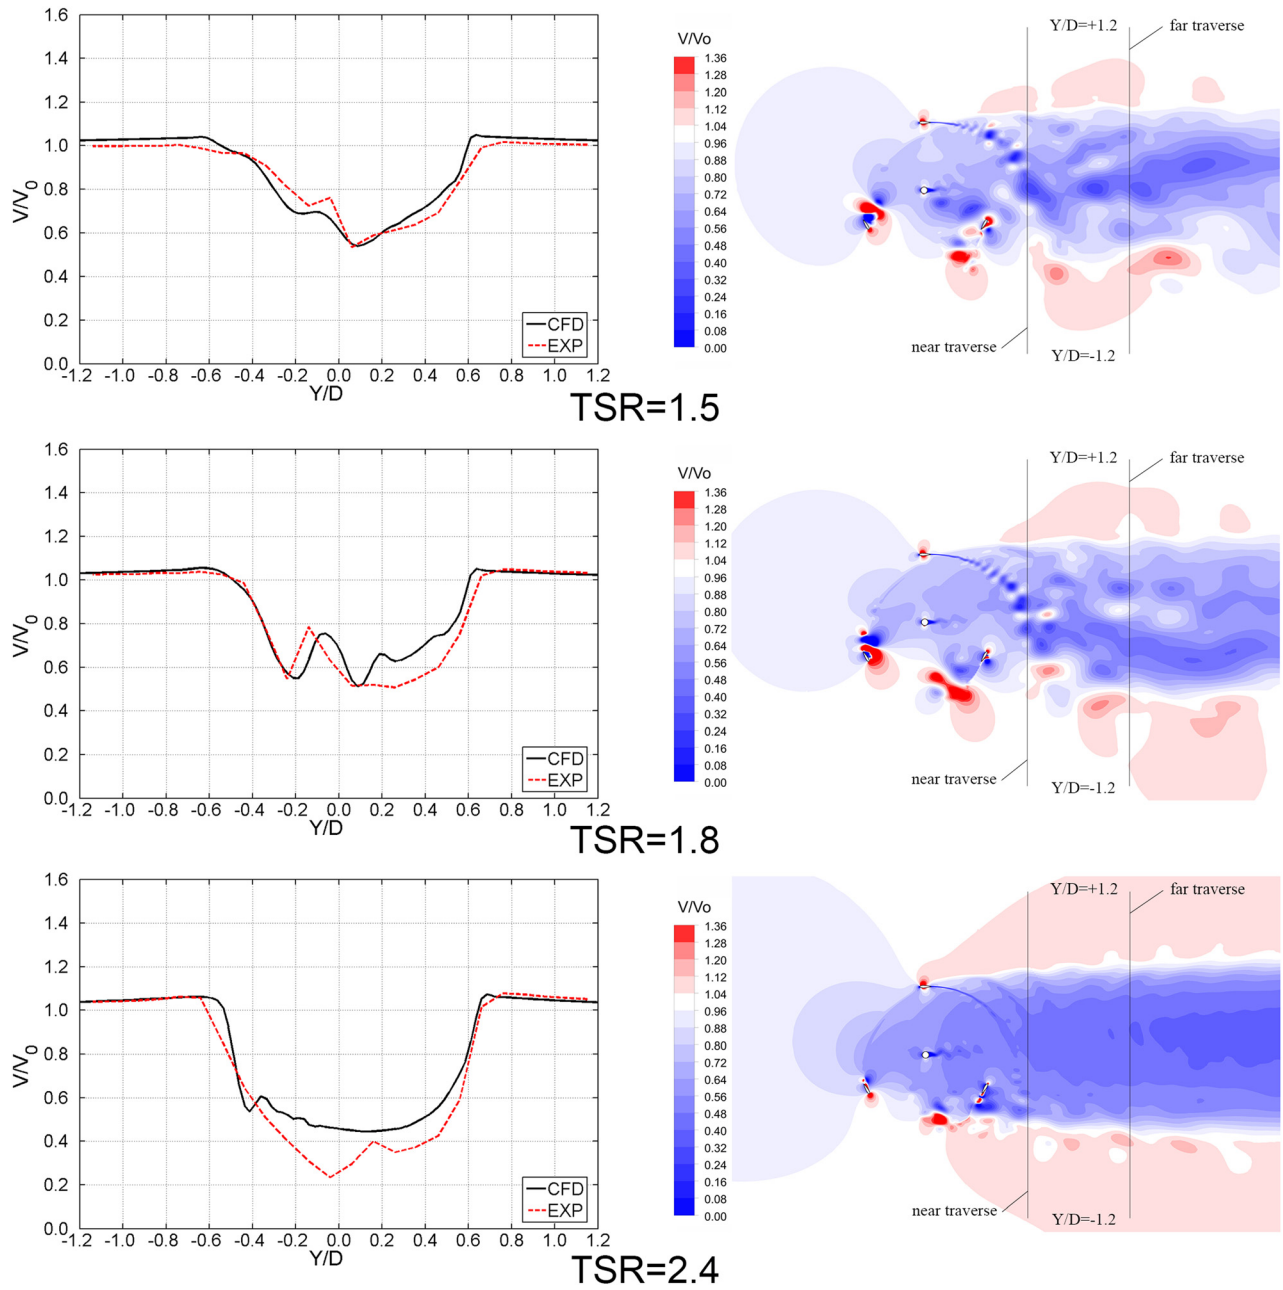 1.6
1.4
1.2
1.0
0.8
0.6
0.4
0.2
0.0
V/V0
-1.2 -1.0 -0.8 -0.6 -0.4 -0.2 0.0 0.2 0.4 0.6 0.8 1.0 1.2
Y/D
CFD
EXP
V/Vo
1.36
1.28
1.20
1.12
1.04
0.96
0.88
0.80
0.72
0.64
0.56
0.48
0.40
0.32
0.24
0.16
0.08
0.00
Y/D=+1.2
far traverse
near traverse
Y/D=-1.2
TSR=1.5
1.6
1.4
1.2
1.0
0.8
0.6
0.4
0.2
0.0
V/V0
-1.2 -1.0 -0.8 -0.6 -0.4 -0.2 0.0 0.2 0.4 0.6 0.8 1.0 1.2
Y/D
CFD
EXP
V/Vo
1.36
1.28
1.20
1.12
1.04
0.96
0.88
0.80
0.72
0.64
0.56
0.48
0.40
0.32
0.24
0.16
0.08
0.00
Y/D=+1.2
far traverse
near traverse
Y/D=-1.2
TSR=1.8
1.6
1.4
1.2
1.0
0.8
0.6
0.4
0.2
0.0
V/V0
-1.2 -1.0 -0.8 -0.6 -0.4 -0.2 0.0 0.2 0.4 0.6 0.8 1.0 1.2
Y/D
CFD
EXP
V/Vo
1.36
1.28
1.20
1.12
1.04
0.96
0.88
0.80
0.72
0.64
0.56
0.48
0.40
0.32
0.24
0.16
0.08
0.00
Y/D=+1.2
far traverse
near traverse
Y/D=-1.2
TSR=2.4